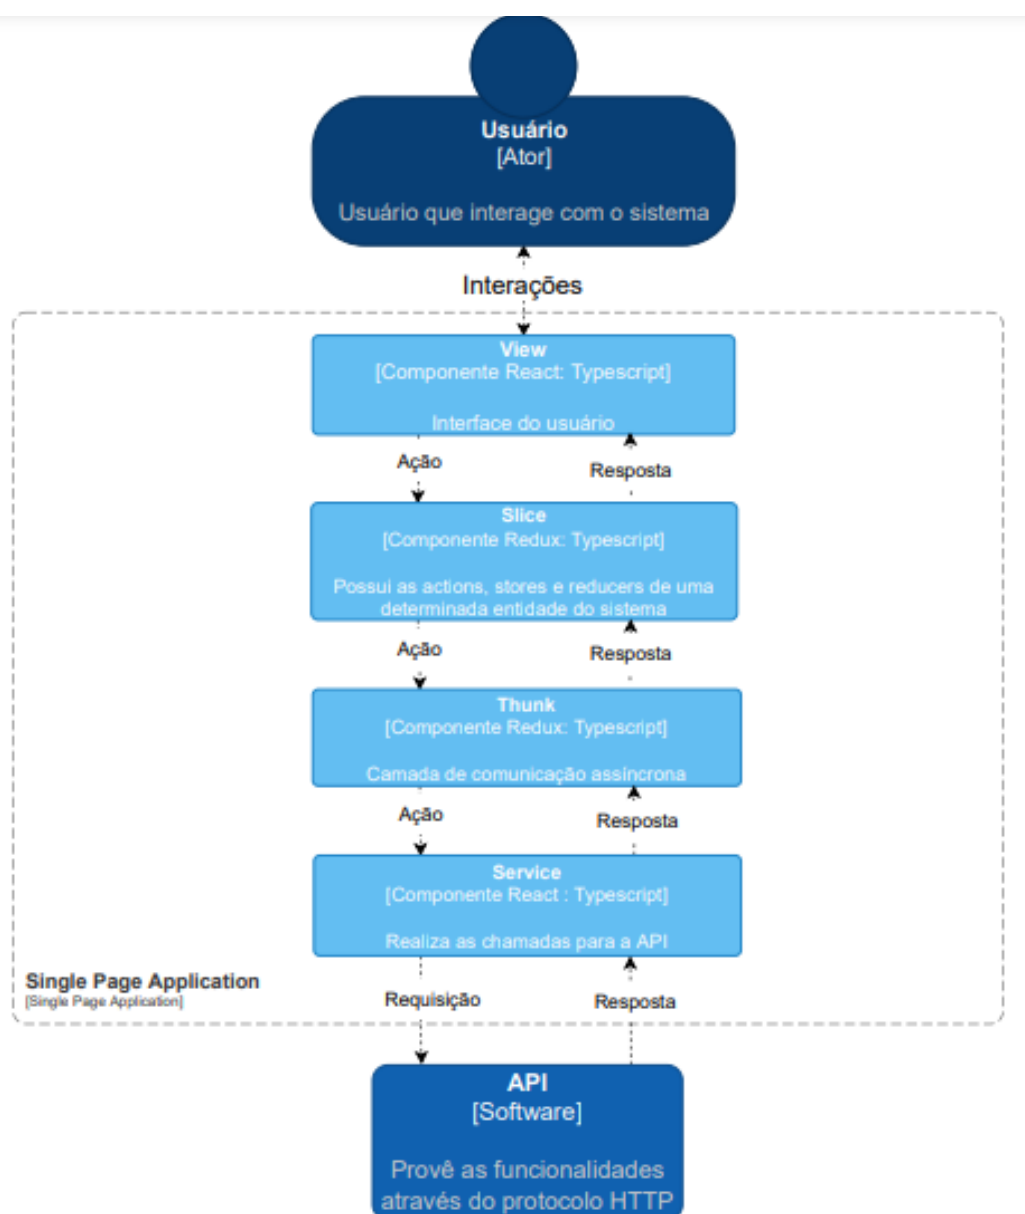 Usuário
[Ator]
Usuário que interage com o sistema
Interações
View
[Componente React: Typescript]
Interface do usuário
Ação
Resposta
Slice
[Componente Redux: Typescript]
Possui as actions, stores e reducers de uma
determinada entidade do sistema
Ação
Resposta
Thunk
[Componente Redux: Typescript]
Camada de comunicação assíncrona
Ação
Resposta
Service
[Componente React : Typescript]
Realiza as chamadas para a API
Single Page Application
[Single Page Application]
Requisição
Resposta
API
[Software]
Provê as funcionalidades
através do protocolo HTTP